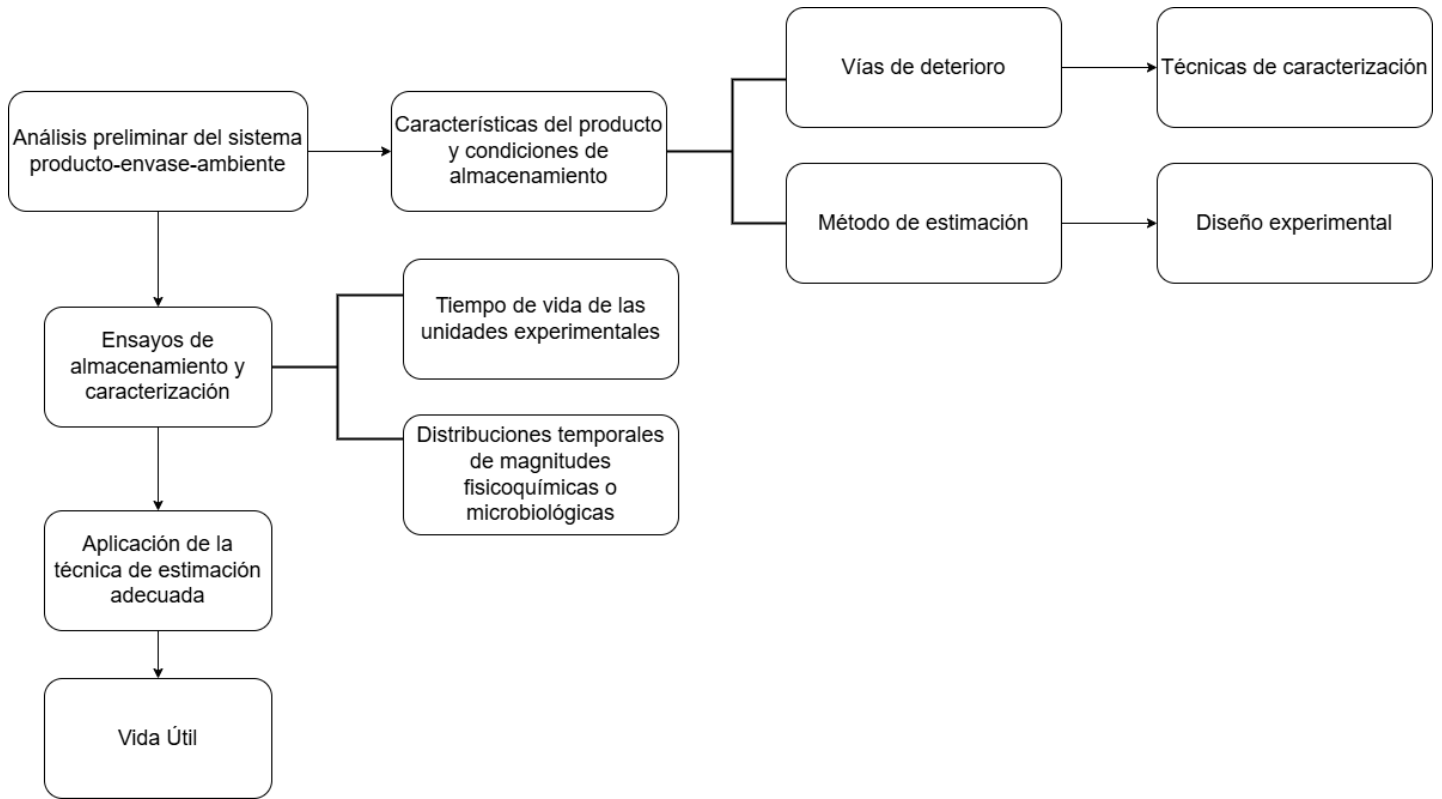 Análisis preliminar del sistema
producto-envase-ambiente
Características del producto
y condiciones de
almacenamiento
Vías de deterioro
Técnicas de caracterización
Método de estimación
Diseño experimental
Ensayos de
almacenamiento y
caracterización
Tiempo de vida de las
unidades experimentales
Distribuciones temporales
de magnitudes
fisicoquímicas o
microbiológicas
Aplicación de la
técnica de estimación
adecuada
Vida Útil